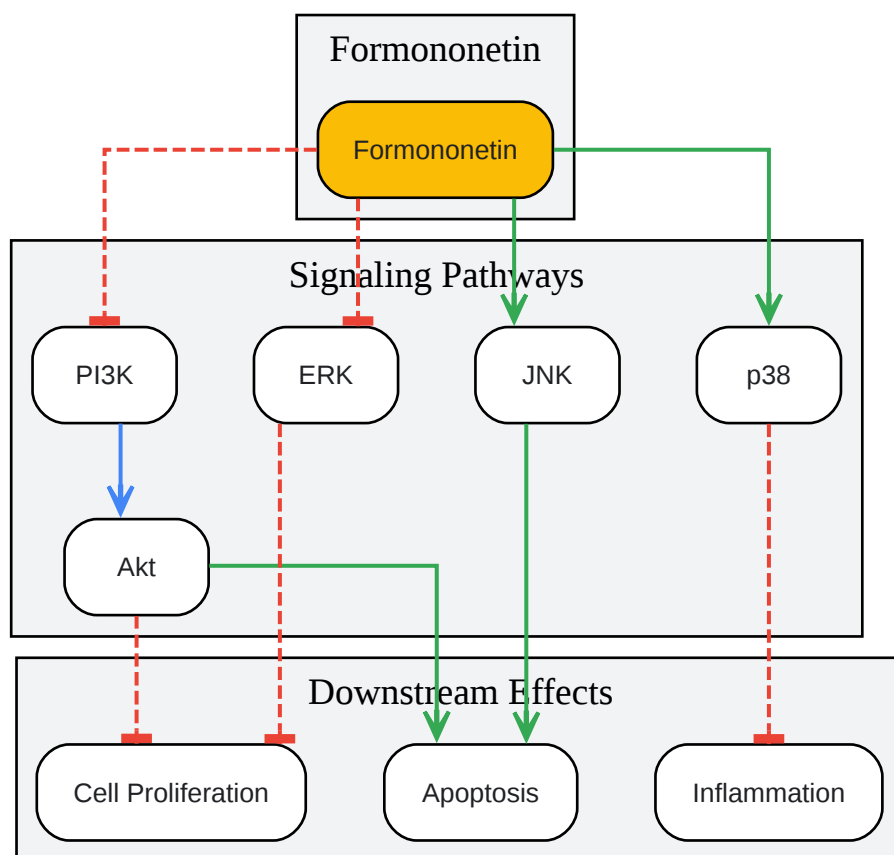 Formononetin
Formononetin
Signaling Pathways
PI3K
ERK
JNK
p38
Akt
Downstream Effects
Cell Proliferation
Apoptosis
Inflammation